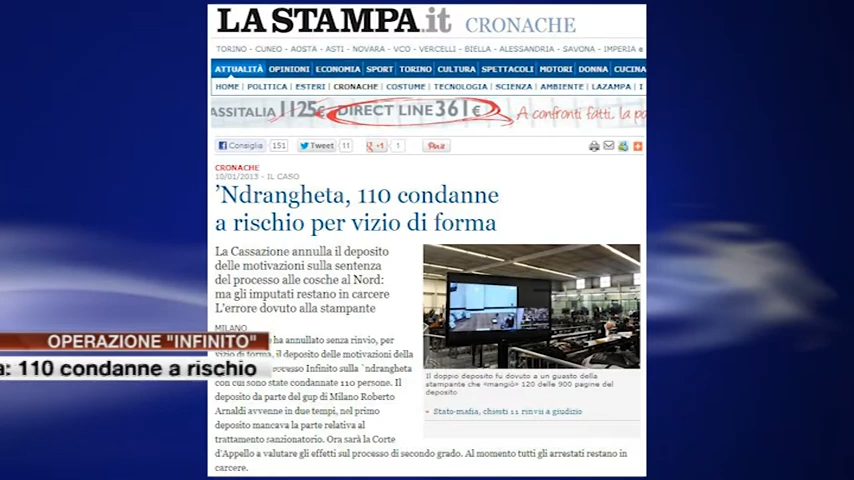 LA STAMPA.it CRONACHE
TORINO - CUNEO - AOSTA - ASTI - NOVARA - VCO - VERCELLI - BIELLA - ALESSANDRIA - SAVONA - IMPERIA e
ATTUALITÀ OPINIONI ECONOMIA SPORT TORINO CULTURA SPETTACOLI MOTORI DONNA CUCINA
HOME POLITICA ESTERI CRONACHE COSTUME TECNOLOGIA SCIENZA AMBIENTE LAZAMPA I
ASSITALIA 1125€ DIRECT LINE 361€ A confronti fatti, la pa
Consiglia 151 Tweet 11 +1 1 Pin it
CRONACHE
10/01/2013 - IL CASO
’Ndrangheta, 110 condanne
a rischio per vizio di forma
La Cassazione annulla il deposito
delle motivazioni sulla sentenza
del processo alle cosche al Nord:
ma gli imputati restano in carcere
L'errore dovuto alla stampante
MILANO
ha annullato senza rinvio, per
vizio di forma, il deposito delle motivazioni della
processo Infinito sulla `ndrangheta
con cui sono state condannate 110 persone. Il
deposito da parte del gup di Milano Roberto
Arnaldi avvenne in due tempi, nel primo
deposito mancava la parte relativa al
trattamento sanzionatorio. Ora sarà la Corte
d'Appello a valutare gli effetti sul processo di secondo grado. Al momento tutti gli arrestati restano in
carcere.
Il doppio deposito fu dovuto a un guasto della
stampante che «mangiò» 120 delle 900 pagine del
deposito
Stato-mafia, chiesti 11 rinvii a giudizio
OPERAZIONE "INFINITO"
a: 110 condanne a rischio